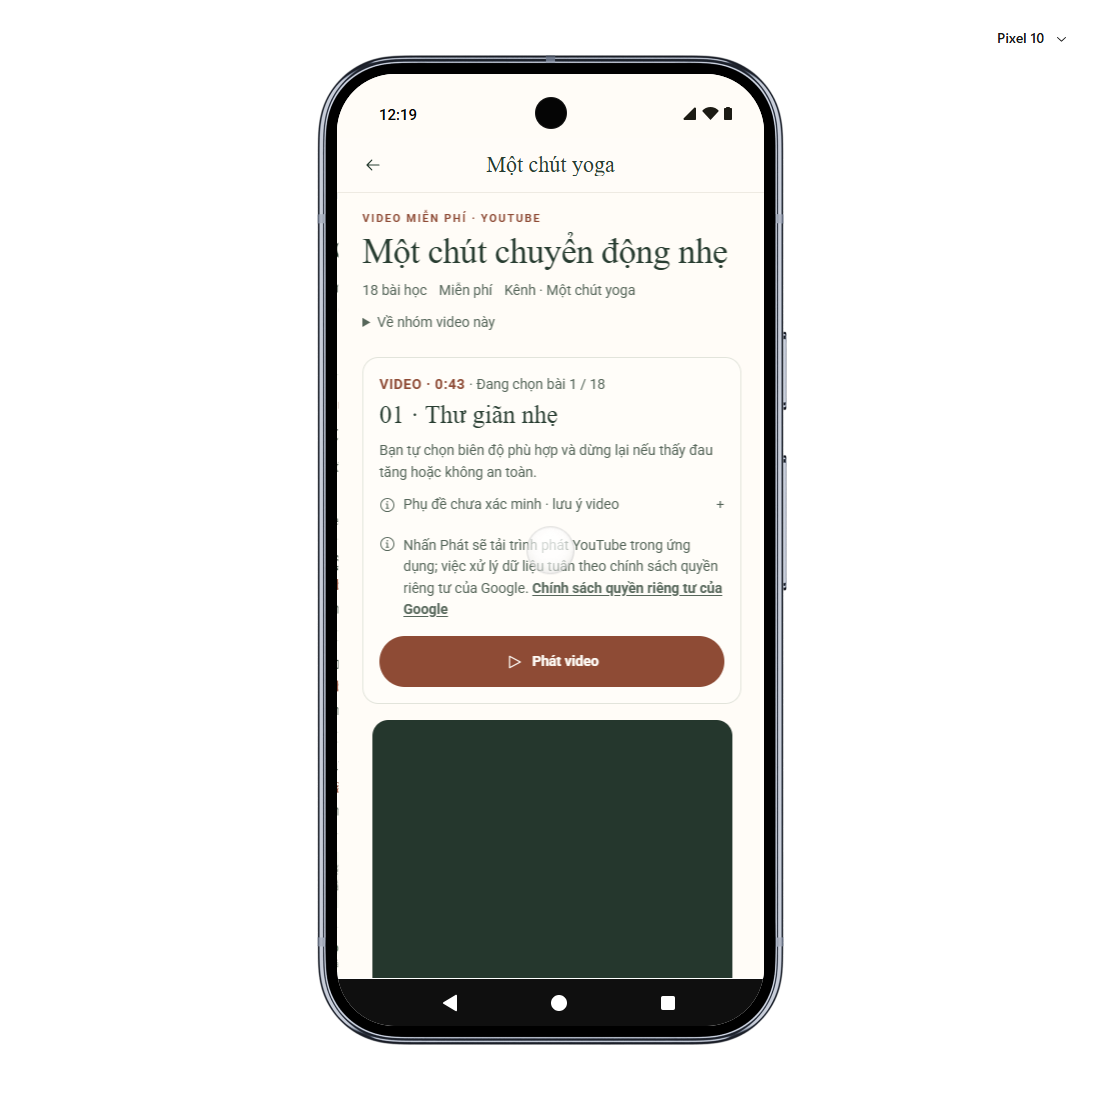 Pixel 10
12:19
Một chút yoga
VIDEO MIỄN PHÍ · YOUTUBE
Một chút chuyển động nhẹ
18 bài học Miễn phí Kênh · Một chút yoga
Về nhóm video này
VIDEO · 0:43 · Đang chọn bài 1 / 18
01 · Thư giãn nhẹ
Bạn tự chọn biên độ phù hợp và dừng lại nếu thấy đau
tăng hoặc không an toàn.
Phụ đề chưa xác minh · lưu ý video +
Nhấn Phát sẽ tải trình phát YouTube trong ứng
dụng; việc xử lý dữ liệu tuân theo chính sách quyền
riêng tư của Google. Chính sách quyền riêng tư của
Google
Phát video